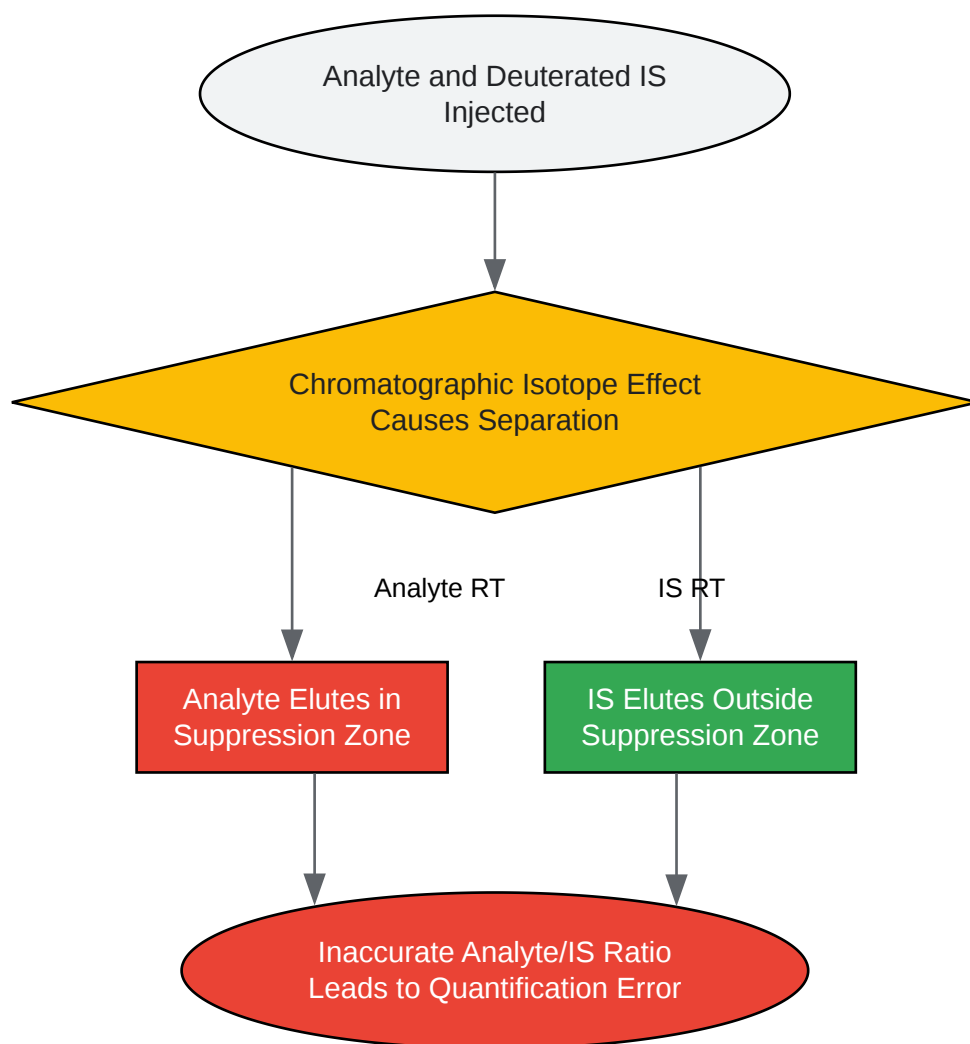 Analyte and Deuterated IS
Injected
Chromatographic Isotope Effect
Causes Separation
Analyte RT
IS RT
Analyte Elutes in
Suppression Zone
IS Elutes Outside
Suppression Zone
Inaccurate Analyte/IS Ratio
Leads to Quantification Error